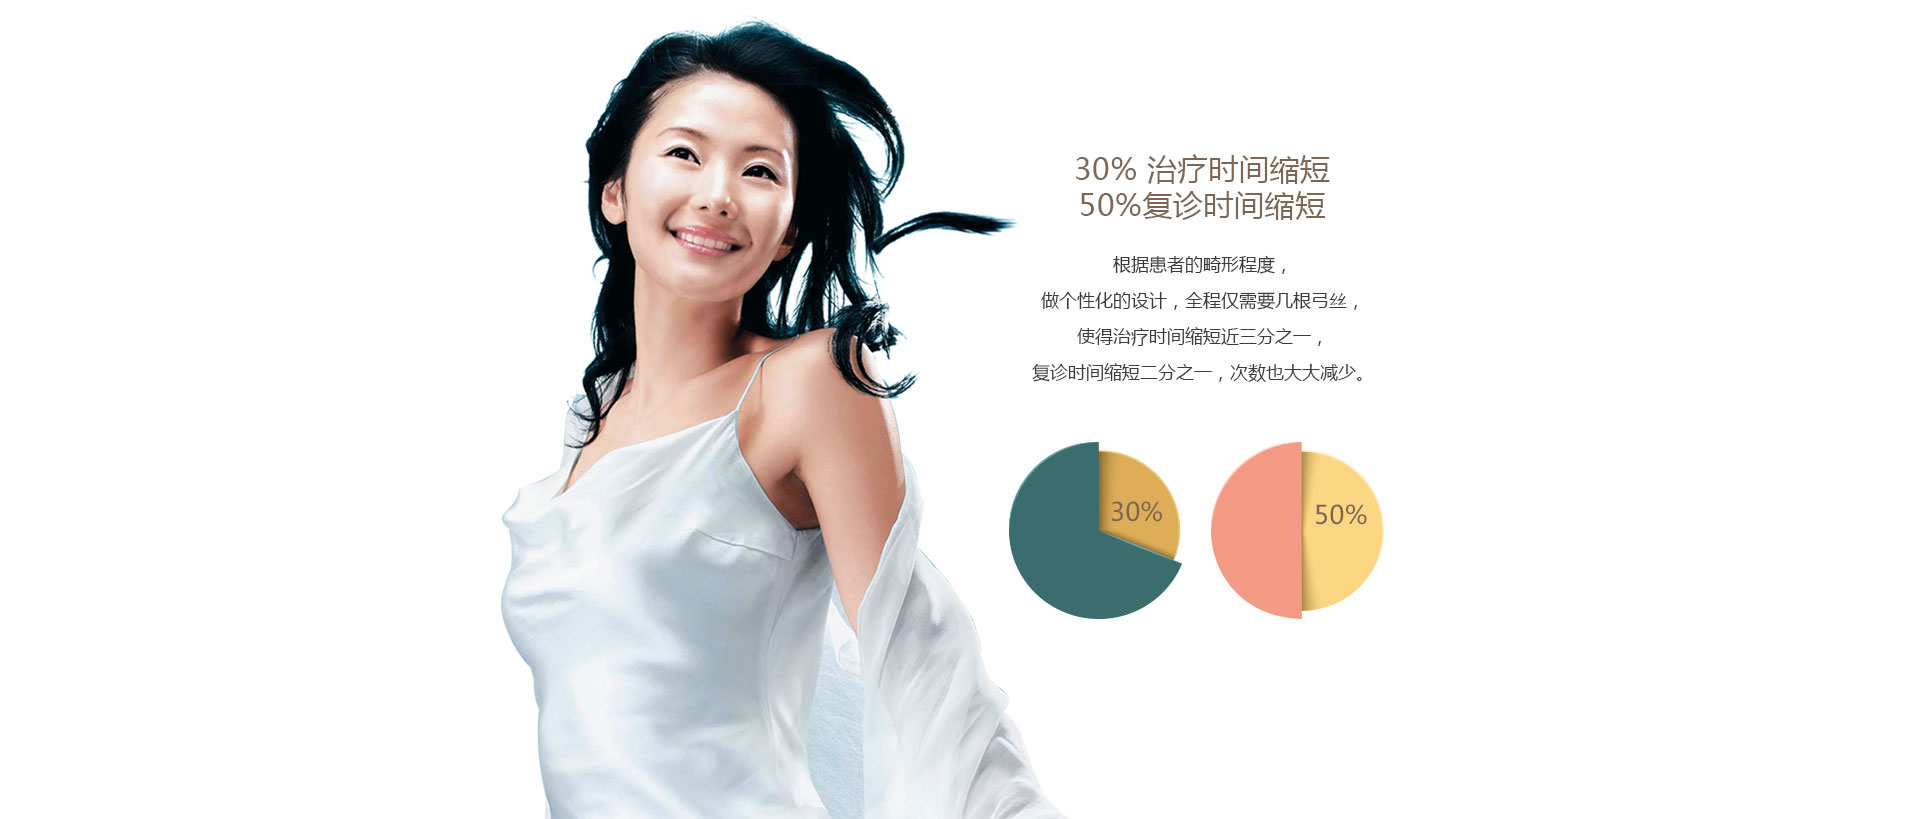 30% 治疗时间缩短
50%复诊时间缩短
根据患者的畸形程度，
做个性化的设计，全程仅需要几根弓丝，
使得治疗时间缩短近三分之一，
复诊时间缩短二分之一，次数也大大减少。
30%
50%